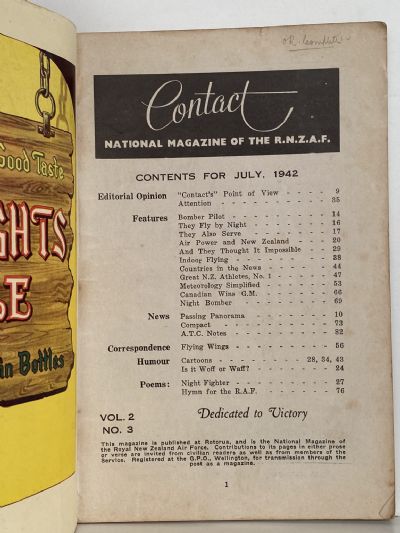 Good Taste
GHTS
LE
in Bottles
OK Complete
Contact
NATIONAL MAGAZINE OF THE R.N.Z.A.F.
CONTENTS FOR JULY, 1942
Editorial Opinion "Contact's" Point of View - - - - 9
Attention - - - - - - - - 35
Features Bomber Pilot - - - - - - - 14
They Fly by Night - - - - - - 16
They Also Serve - - - - - - 17
Air Power and New Zealand - - - - 20
And They Thought It Impossible - - - 29
Indoor Flying - - - - - - - 38
Countries in the News - - - - - 44
Great N.Z. Athletes, No. 1 - - - - 47
Meteorology Simplified - - - - - 53
Canadian Wins G.M. - - - - - 66
Night Bomber - - - - - - - 69
News Passing Panorama - - - - - - 10
Compact - - - - - - - - 73
A.T.C. Notes - - - - - - - 82
Correspondence Flying Wings - - - - - - - 56
Humour Cartoons - - - - - - 28, 34, 43
Is it Woff or Waff? - - - - - 24
Poems: Night Fighter - - - - - - - 27
Hymn for the R.A.F. - - - - - 76
VOL. 2
NO. 3
Dedicated to Victory
This magazine is published at Rotorua, and is the National Magazine of
the Royal New Zealand Air Force. Contributions to its pages in either prose
or verse are invited from civilian readers as well as from members of the
Service. Registered at the G.P.O., Wellington, for transmission through the
post as a magazine.
1